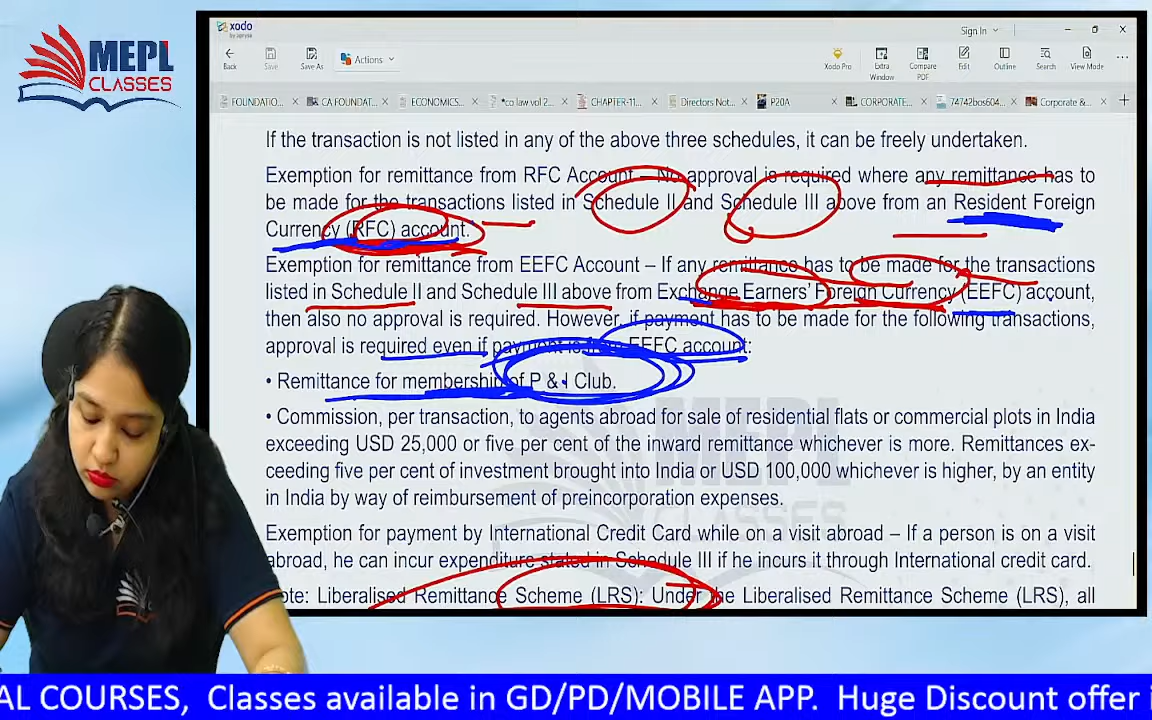 MEPL
CLASSES
xodo
Sign In
Back
Save
Save As
Actions
Xodo Pro
Extra Window
Compare PDF
Edit
Outline
Search
View Mode
FOUNDATIO...
CA FOUNDAT...
ECONOMICS...
*co law vol 2...
CHAPTER-11...
Directors Not...
P20A
CORPORATE...
74742bos604...
Corporate &...
If the transaction is not listed in any of the above three schedules, it can be freely undertaken.
Exemption for remittance from RFC Account – No approval is required where any remittance has to
be made for the transactions listed in Schedule II and Schedule III above from an Resident Foreign
Currency (RFC) account.
Exemption for remittance from EEFC Account – If any remittance has to be made for the transactions
listed in Schedule II and Schedule III above from Exchange Earners' Foreign Currency (EEFC) account,
then also no approval is required. However, if payment has to be made for the following transactions,
approval is required even if payment is from EEFC account:
• Remittance for membership of P & I Club.
• Commission, per transaction, to agents abroad for sale of residential flats or commercial plots in India
exceeding USD 25,000 or five per cent of the inward remittance whichever is more. Remittances ex-
ceeding five per cent of investment brought into India or USD 100,000 whichever is higher, by an entity
in India by way of reimbursement of preincorporation expenses.
Exemption for payment by International Credit Card while on a visit abroad – If a person is on a visit
abroad, he can incur expenditure stated in Schedule III if he incurs it through International credit card.
Note: Liberalised Remittance Scheme (LRS): Under the Liberalised Remittance Scheme (LRS), all
MEPL
CLASSES
AL COURSES, Classes available in GD/PD/MOBILE APP. Huge Discount offer i